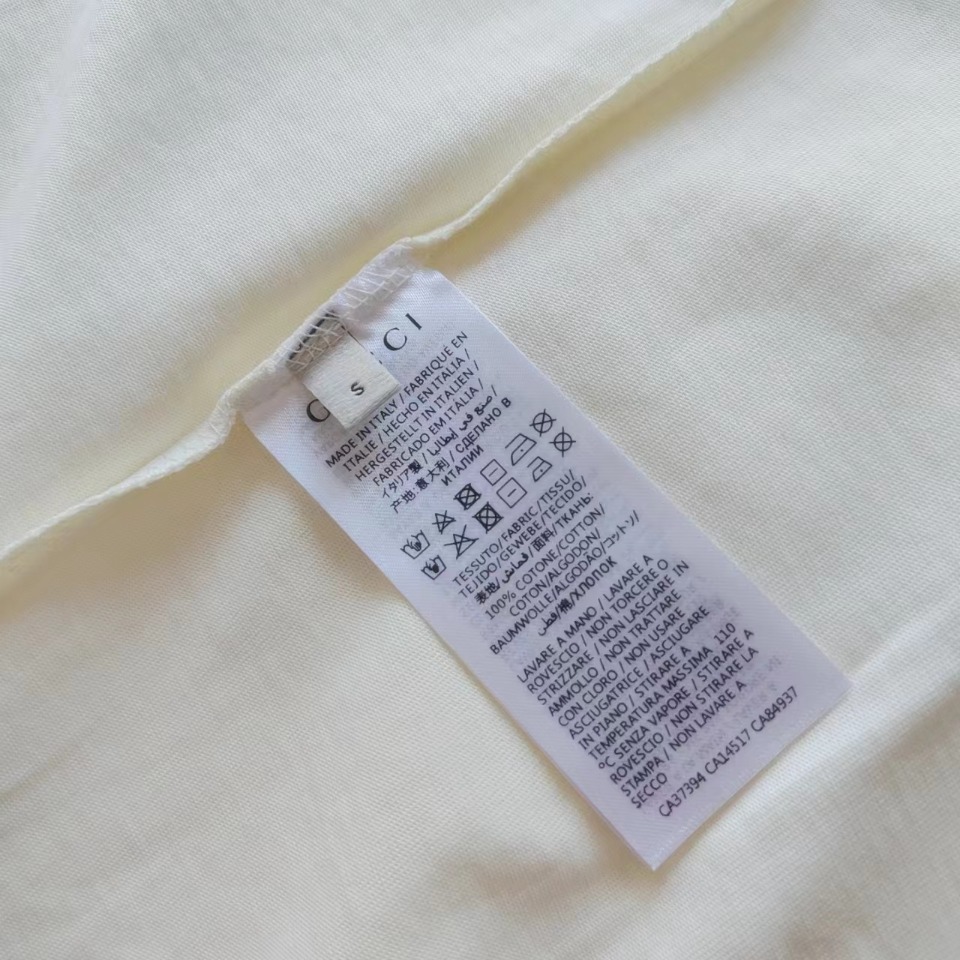 S
MADE IN ITALY / FABRIQUÉ EN
ITALIE / HECHO EN ITALIA /
HERGESTELLT IN ITALIEN /
FABRICADO EM ITÁLIA /
イタリア製 / صنع في إيطاليا /
产地: 意大利 / СДЕЛАНО В
ИТАЛИИ
TESSUTO/FABRIC/TISSU/
TEJIDO/GEWEBE/TECIDO/
表地/قماش/面料/ТКАНЬ:
100% COTONE/COTTON/
COTON/ALGODON/
BAUMWOLLE/ALGODÃO/コットン/
قطن/棉/ХЛОПОК
LAVARE A MANO / LAVARE A
ROVESCIO / NON TORCERE O
STRIZZARE / NON LASCIARE IN
AMMOLLO / NON TRATTARE
CON CLORO / NON USARE
ASCIUGATRICE / ASCIUGARE
IN PIANO / STIRARE A
TEMPERATURA MASSIMA 110
°C SENZA VAPORE / STIRARE A
ROVESCIO / NON STIRARE LA
STAMPA / NON LAVARE A
SECCO
CA37394 CA14517 CA84937